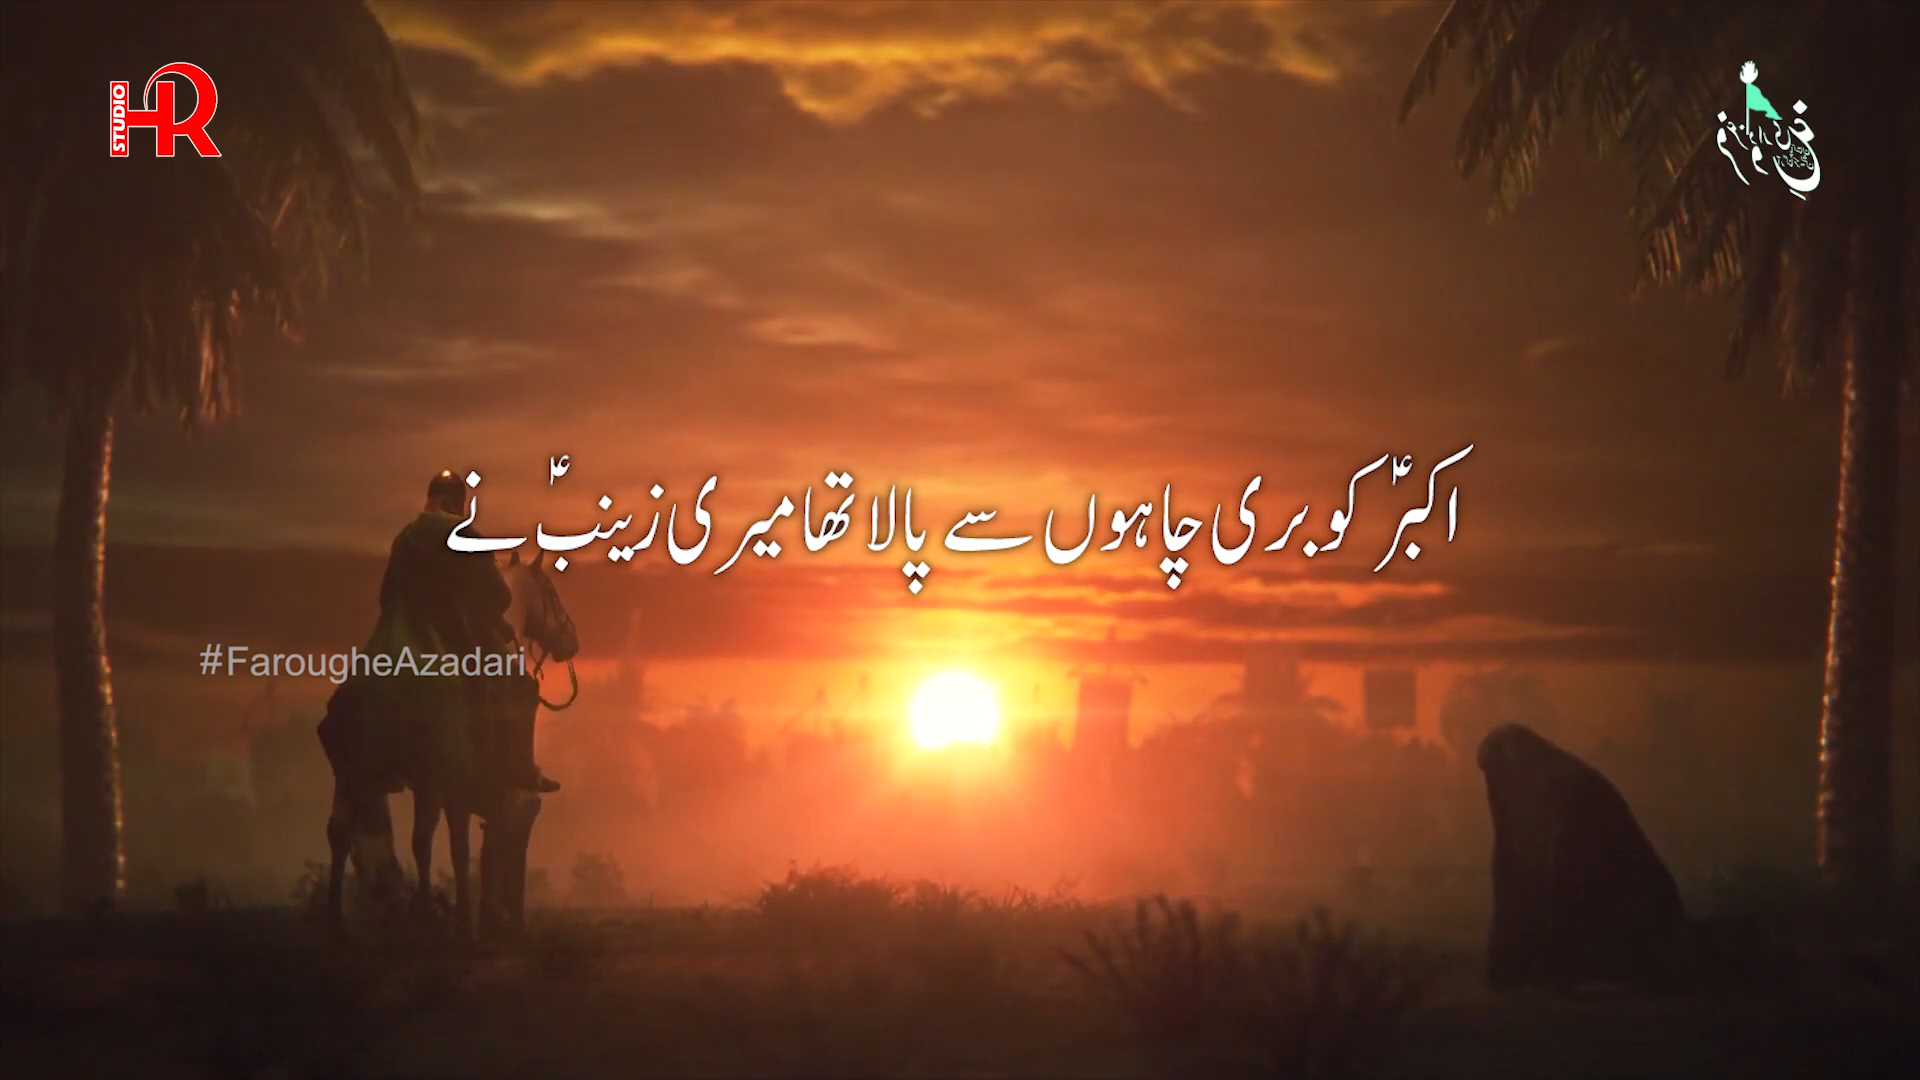 STUDIO HR
اکبرؑ کو بری چاہوں سے پالا تھا میری زینبؑ نے
#FarougheAzadari